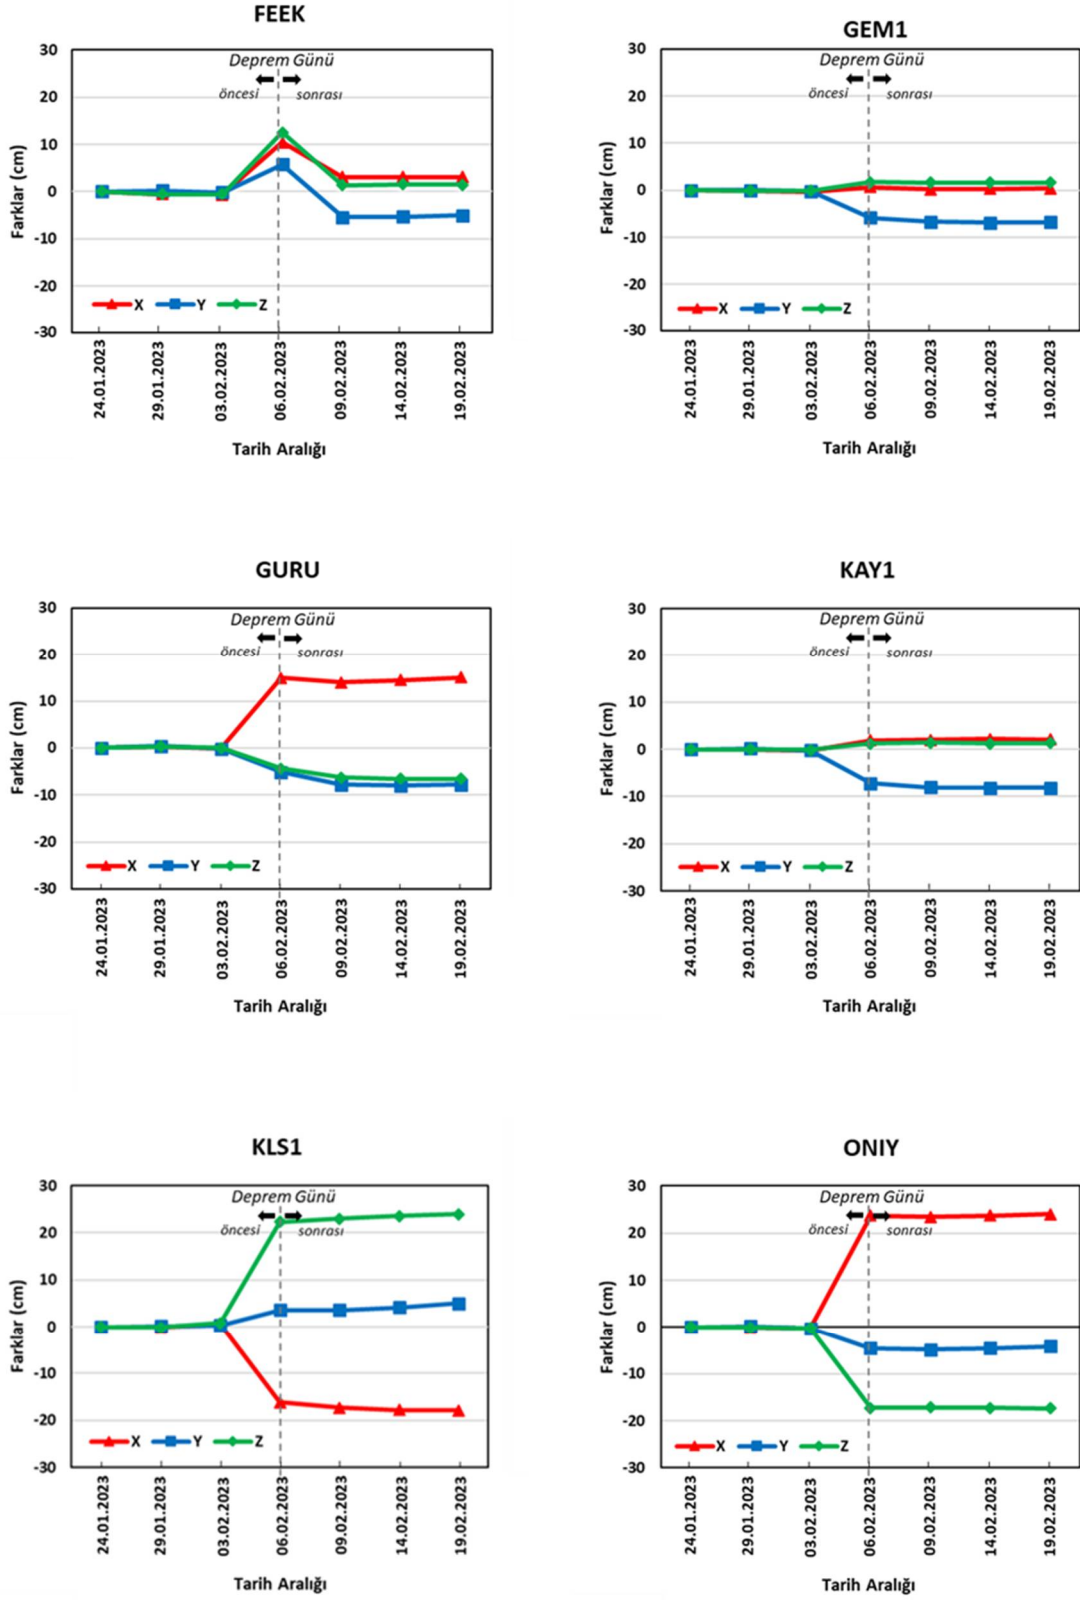 FEEK
30
20
10
0
-10
-20
-30
Farklar (cm)
Deprem Günü
öncesi sonrası
X Y Z
24.01.2023
29.01.2023
03.02.2023
06.02.2023
09.02.2023
14.02.2023
19.02.2023
Tarih Aralığı
GEM1
30
20
10
0
-10
-20
-30
Farklar (cm)
Deprem Günü
öncesi sonrası
X Y Z
24.01.2023
29.01.2023
03.02.2023
06.02.2023
09.02.2023
14.02.2023
19.02.2023
Tarih Aralığı
GURU
30
20
10
0
-10
-20
-30
Farklar (cm)
Deprem Günü
öncesi sonrası
X Y Z
24.01.2023
29.01.2023
03.02.2023
06.02.2023
09.02.2023
14.02.2023
19.02.2023
Tarih Aralığı
KAY1
30
20
10
0
-10
-20
-30
Farklar (cm)
Deprem Günü
öncesi sonrası
X Y Z
24.01.2023
29.01.2023
03.02.2023
06.02.2023
09.02.2023
14.02.2023
19.02.2023
Tarih Aralığı
KLS1
30
20
10
0
-10
-20
-30
Farklar (cm)
Deprem Günü
öncesi sonrası
X Y Z
24.01.2023
29.01.2023
03.02.2023
06.02.2023
09.02.2023
14.02.2023
19.02.2023
Tarih Aralığı
ONIY
30
20
10
0
-10
-20
-30
Farklar (cm)
Deprem Günü
öncesi sonrası
X Y Z
24.01.2023
29.01.2023
03.02.2023
06.02.2023
09.02.2023
14.02.2023
19.02.2023
Tarih Aralığı